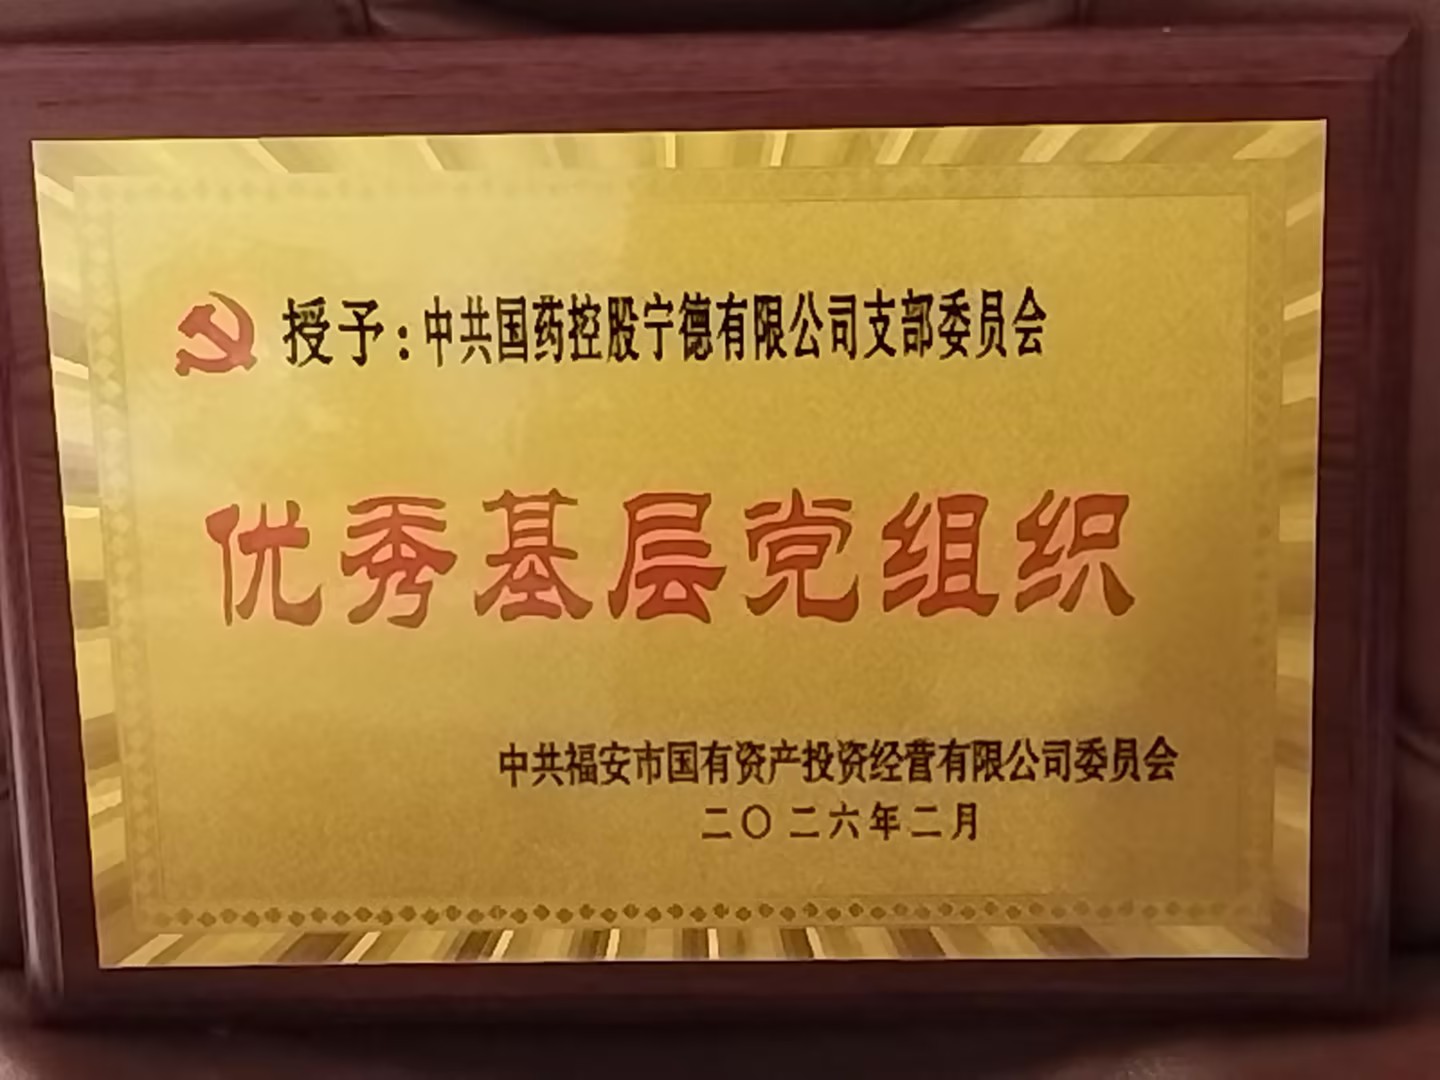 授予:中共国药控股宁德有限公司支部委员会
优秀基层党组织
中共福安市国有资产投资经营有限公司委员会
二〇二六年二月